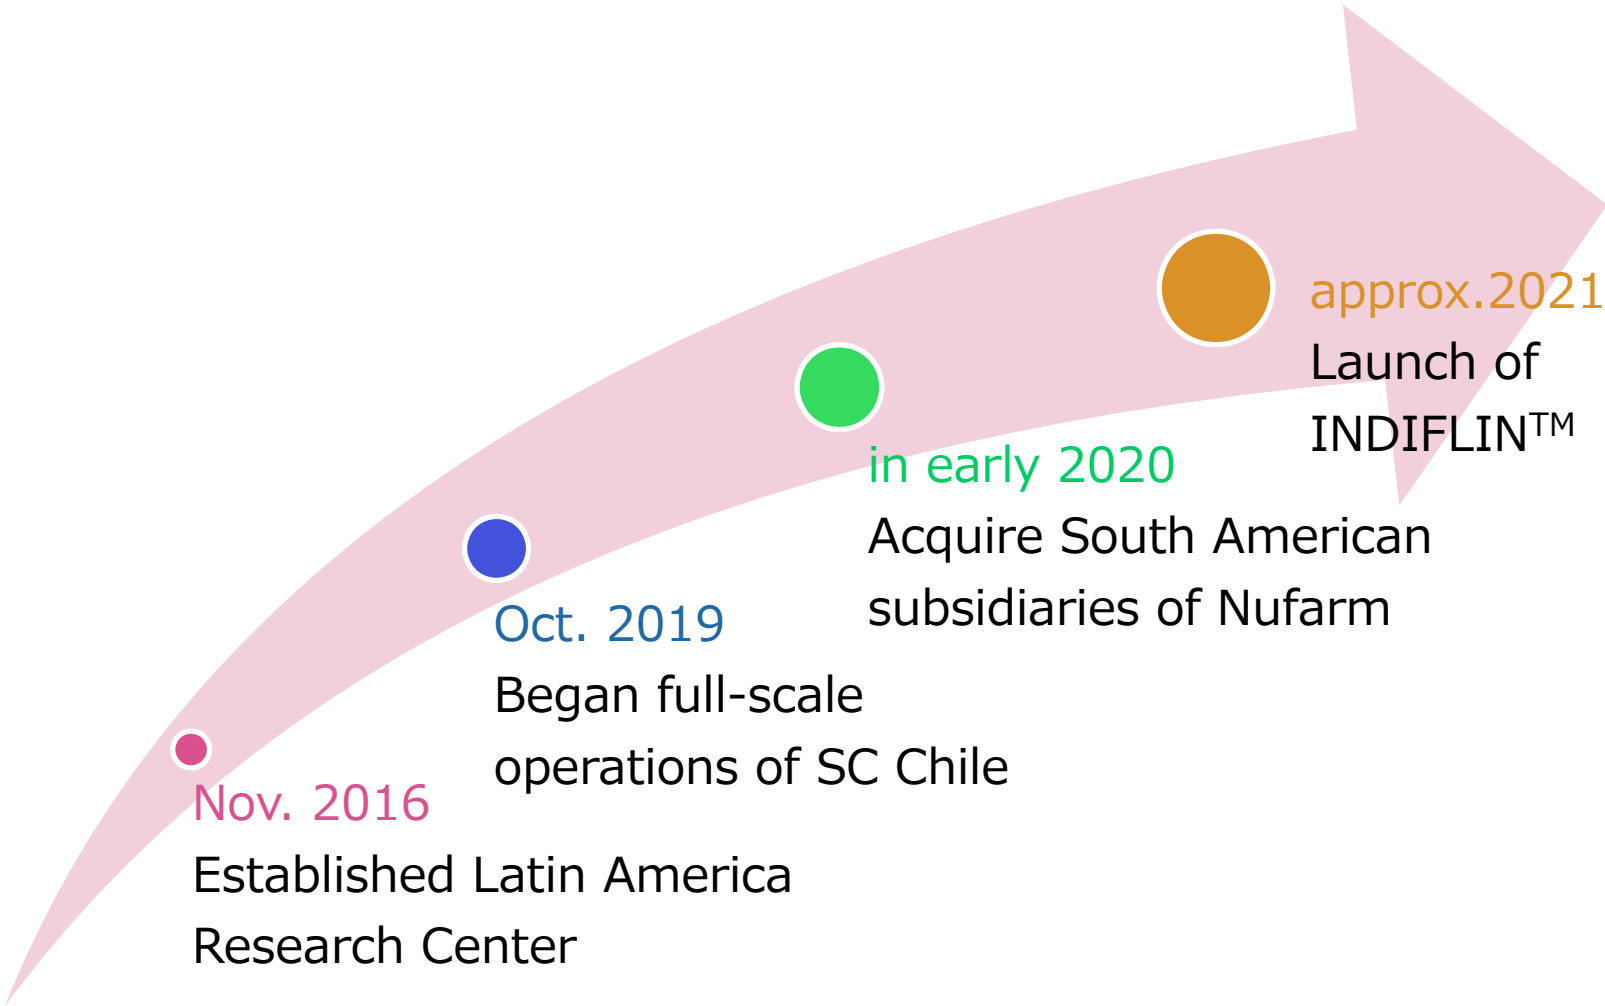 Nov. 2016
Established Latin America
Research Center
Oct. 2019
Began full-scale
operations of SC Chile
in early 2020
Acquire South American
subsidiaries of Nufarm
approx.2021
Launch of
INDIFLIN™